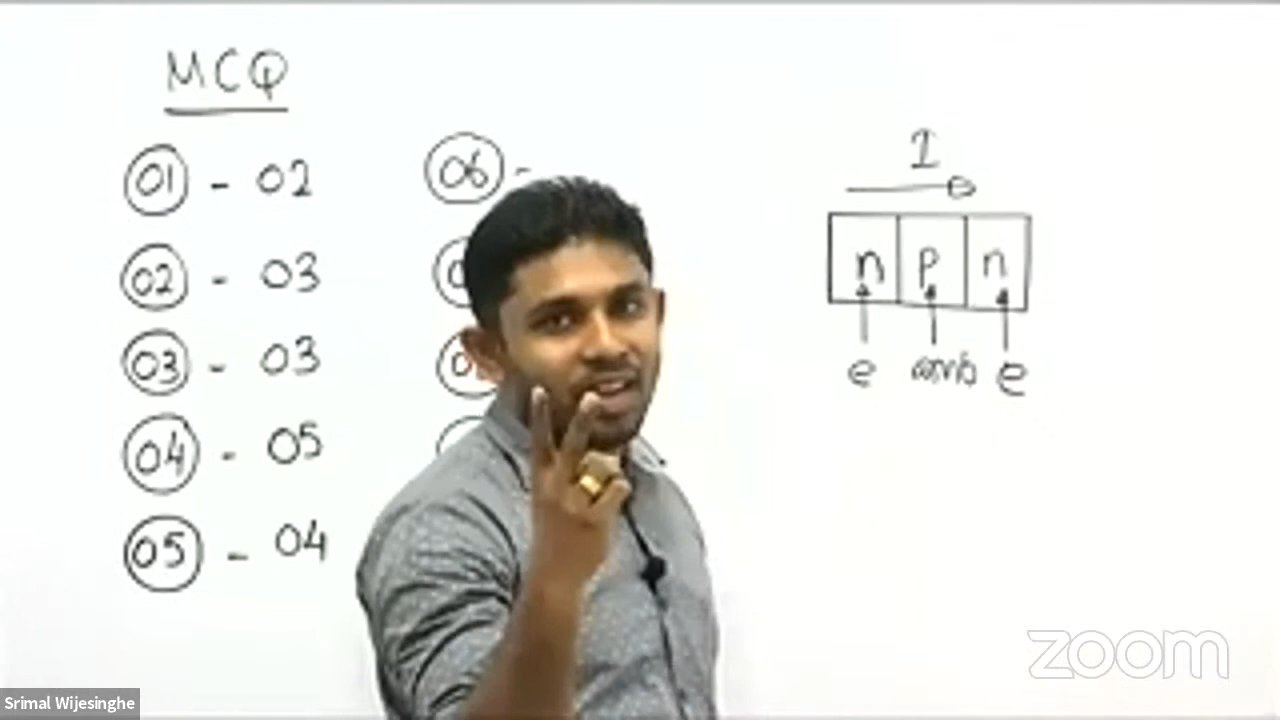 MCQ
01 - 02
02 - 03
03 - 03
04 - 05
05 - 04
06 -
I
n p n
e
e
zoom
Srimal Wijesinghe